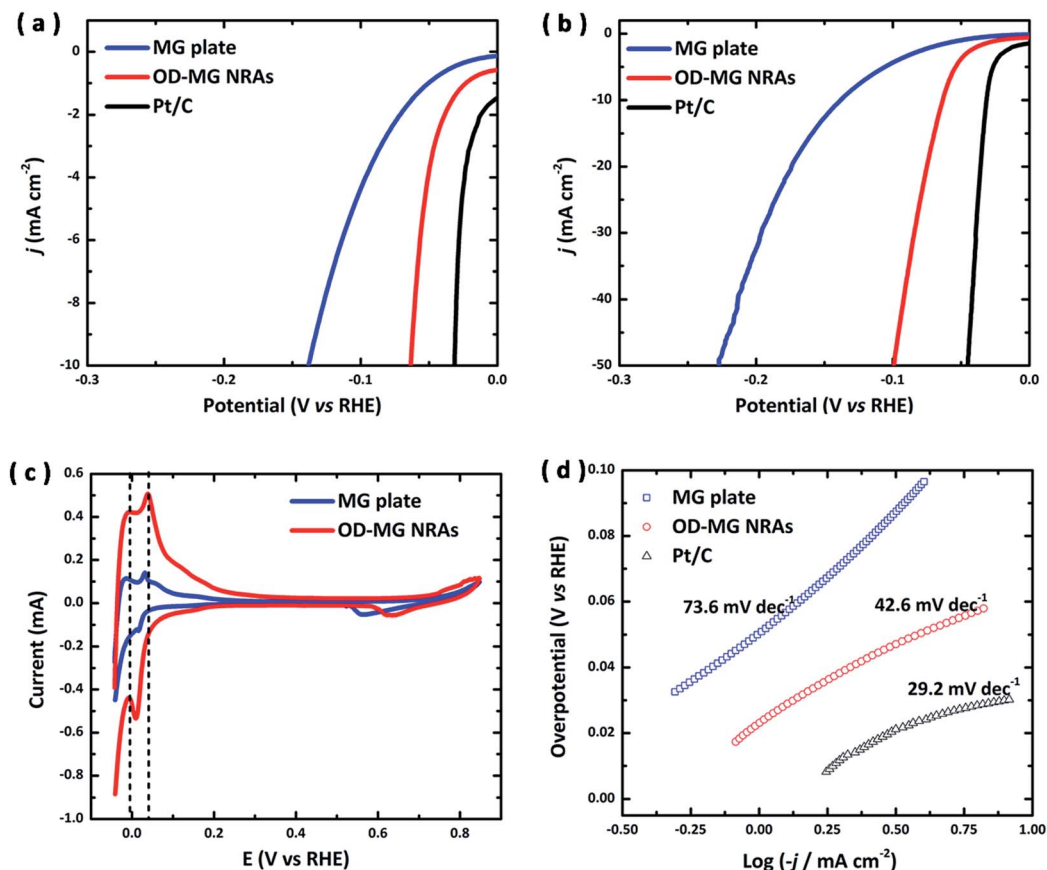 ( a )
MG plate
OD-MG NRAs
Pt/C
0
-2
-4
-6
-8
-10
j (mA cm-2)
-0.3 -0.2 -0.1 0.0
Potential (V vs RHE)
( b )
MG plate
OD-MG NRAs
Pt/C
0
-10
-20
-30
-40
-50
j (mA cm-2)
-0.3 -0.2 -0.1 0.0
Potential (V vs RHE)
( c )
MG plate
OD-MG NRAs
0.6
0.4
0.2
0.0
-0.2
-0.4
-0.6
-0.8
-1.0
Current (mA)
0.0 0.2 0.4 0.6 0.8
E (V vs RHE)
( d )
MG plate
OD-MG NRAs
Pt/C
73.6 mV dec-1
42.6 mV dec-1
29.2 mV dec-1
0.10
0.08
0.06
0.04
0.02
0.00
Overpotential (V vs RHE)
-0.50 -0.25 0.00 0.25 0.50 0.75 1.00
Log (-j / mA cm-2)